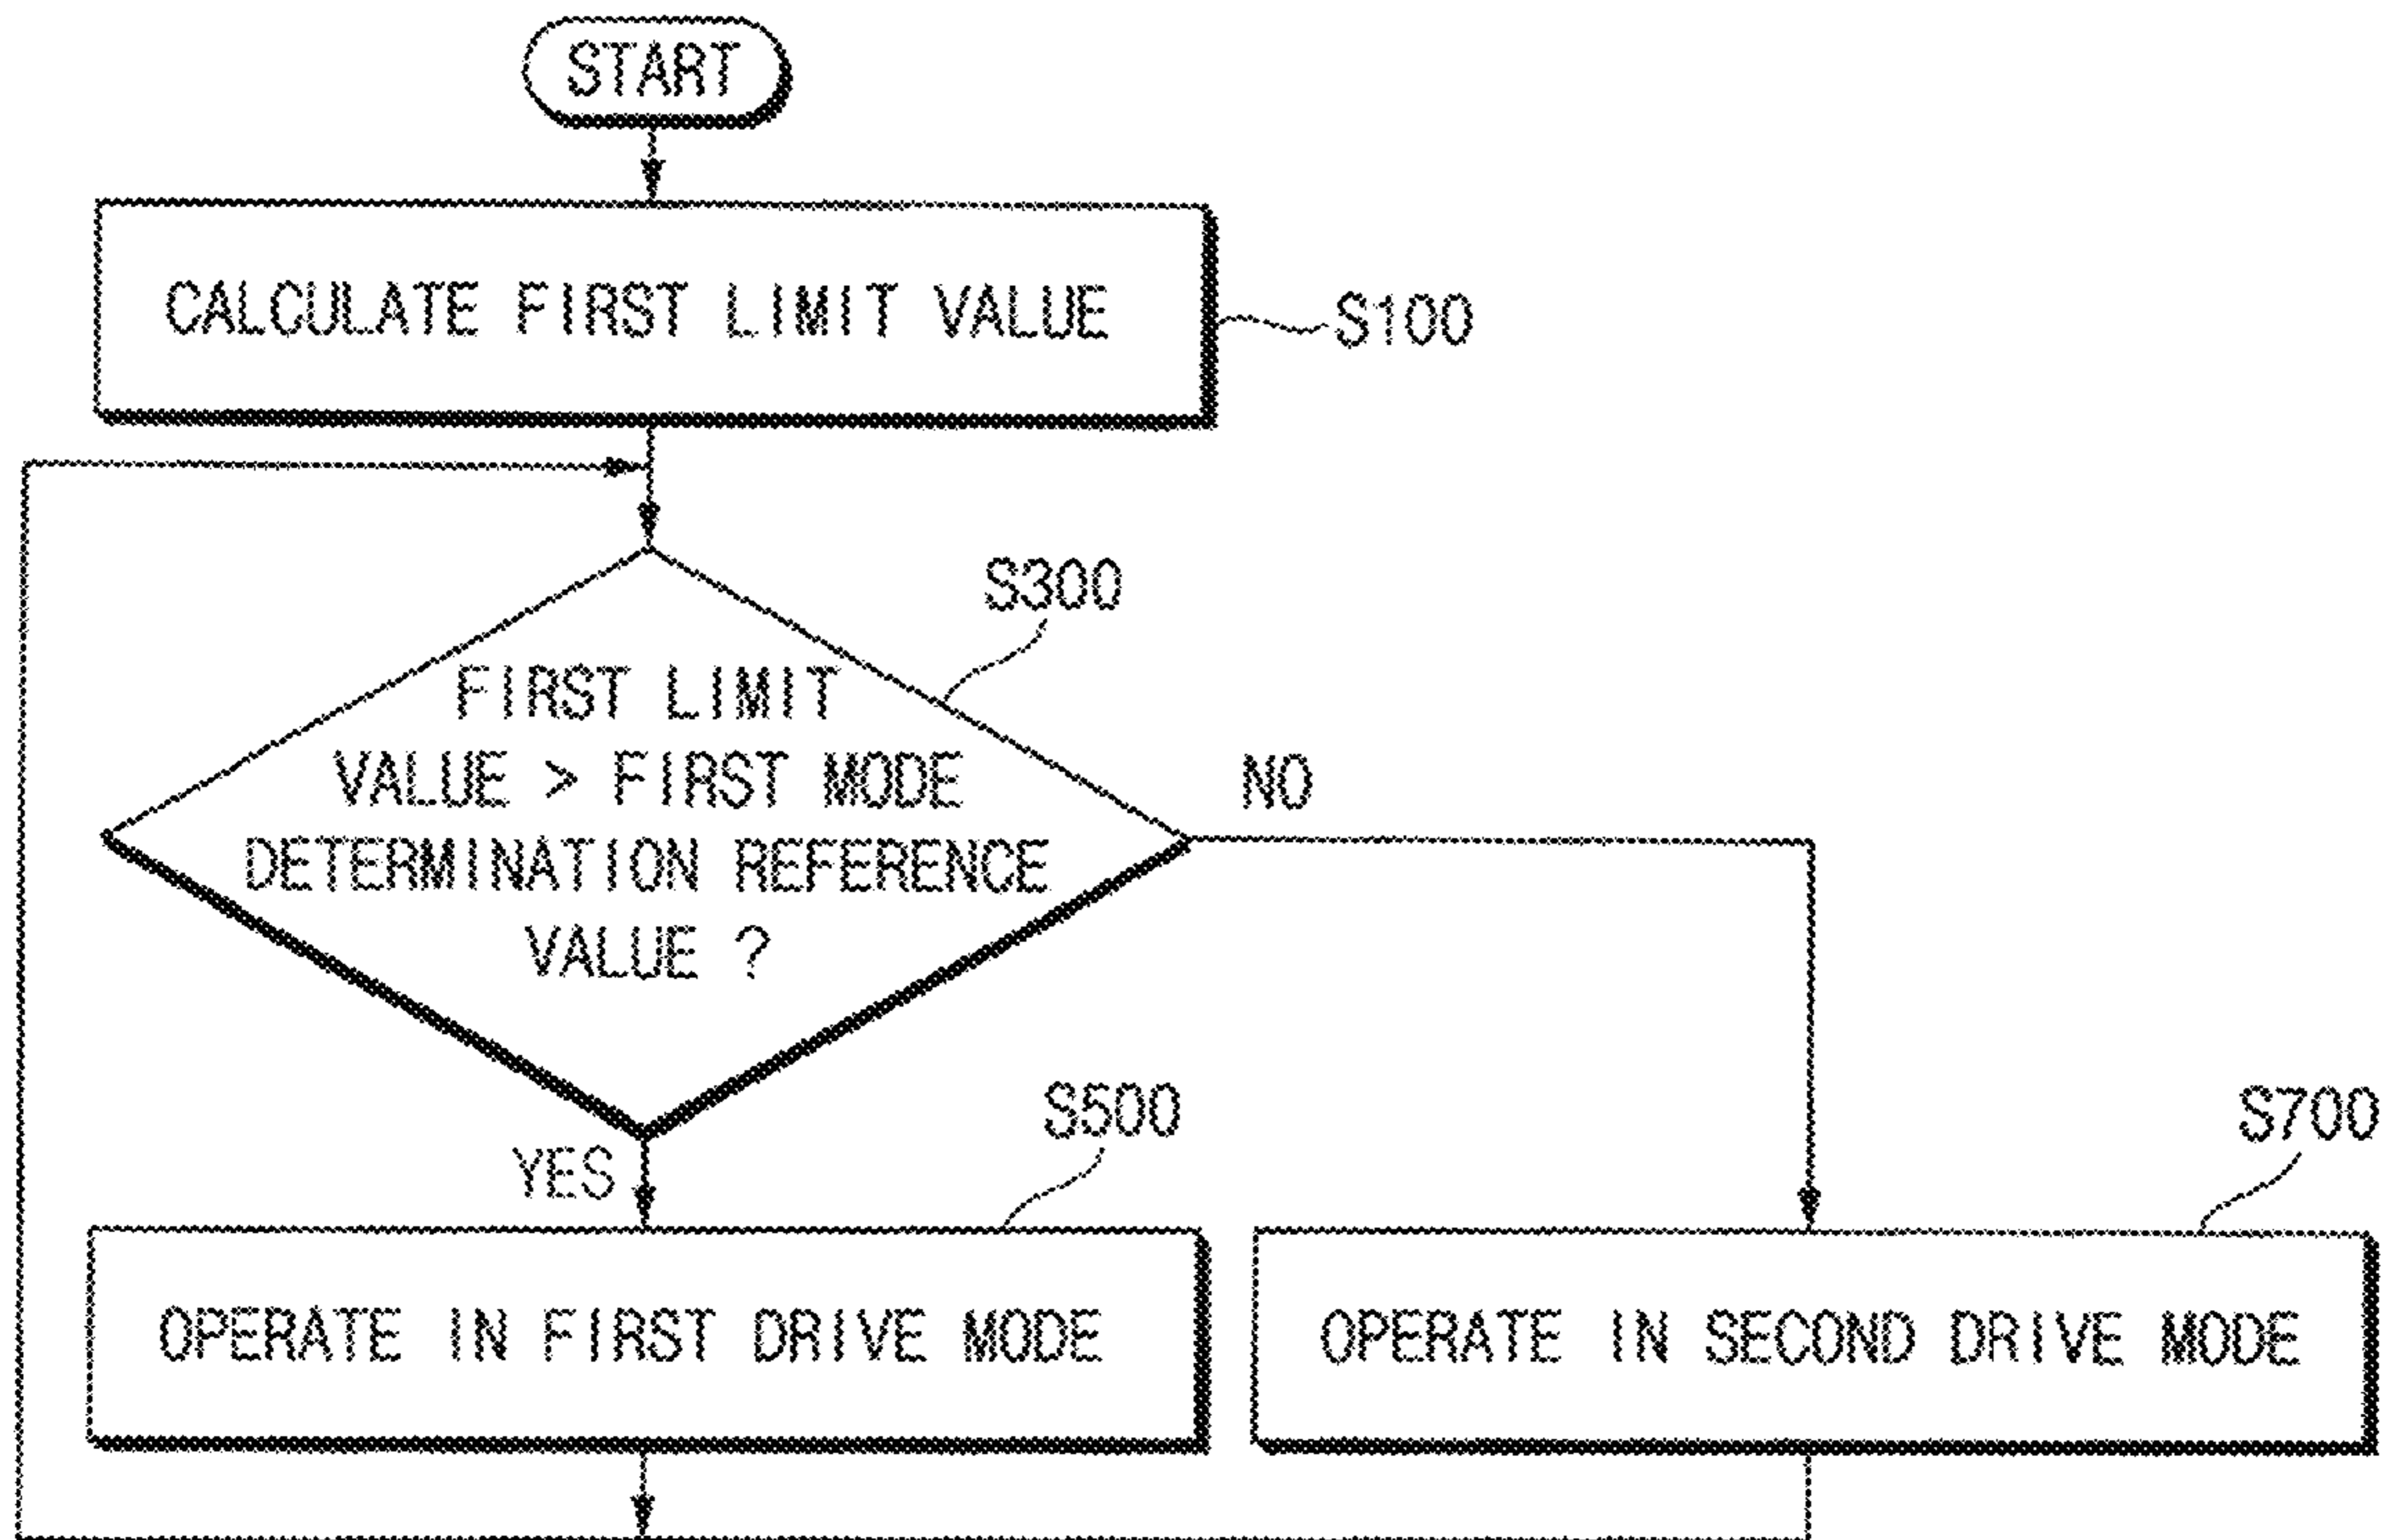 START
CALCULATE FIRST LIMIT VALUE
S100
S300
FIRST LIMIT
VALUE > FIRST MODE
DETERMINATION REFERENCE
VALUE ?
NO
YES
S500
S700
OPERATE IN FIRST DRIVE MODE
OPERATE IN SECOND DRIVE MODE